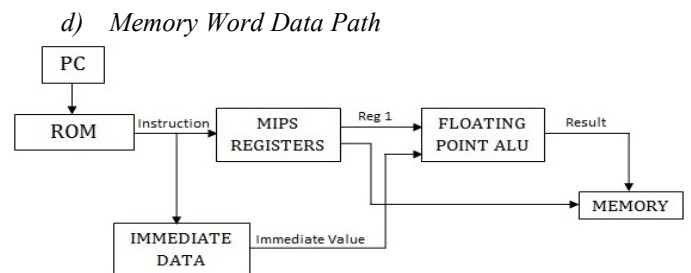 d) Memory Word Data Path
PC
ROM
Instruction
MIPS
REGISTERS
Reg 1
FLOATING
POINT ALU
Result
MEMORY
IMMEDIATE
DATA
Immediate Value